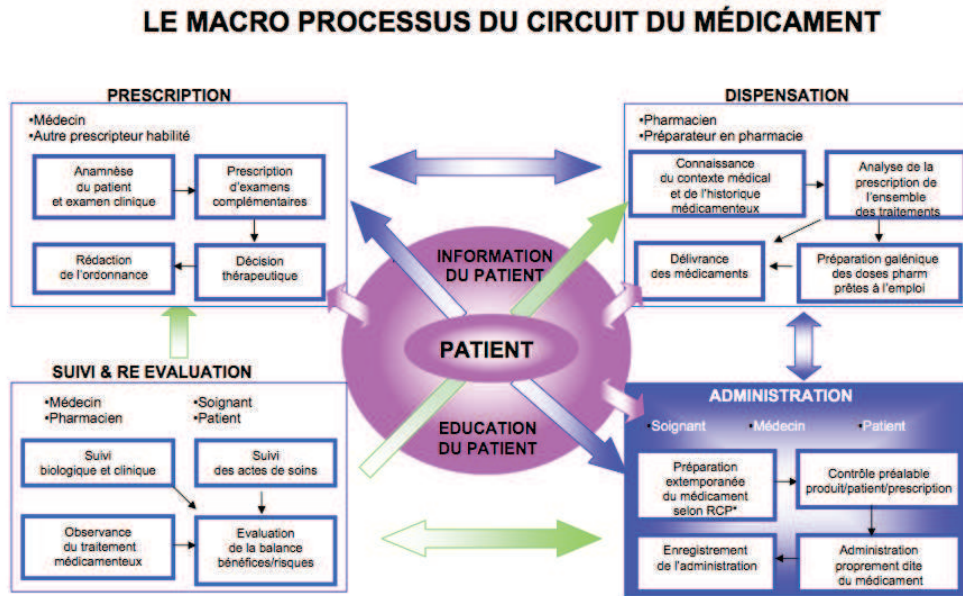 LE MACRO PROCESSUS DU CIRCUIT DU MÉDICAMENT
PRESCRIPTION
•Médecin
•Autre prescripteur habilité
Anamnèse
du patient
et examen clinique
Prescription
d'examens
complémentaires
Rédaction
de l'ordonnance
Décision
thérapeutique
DISPENSATION
•Pharmacien
•Préparateur en pharmacie
Connaissance
du contexte médical
et de l'historique
médicamenteux
Analyse de la
prescription de
l'ensemble
des traitements
Délivrance
des médicaments
Préparation galénique
des doses pharm
prêtes à l'emploi
INFORMATION
DU PATIENT
PATIENT
EDUCATION
DU PATIENT
SUIVI & RE EVALUATION
•Médecin
•Pharmacien
•Soignant
•Patient
Suivi
biologique et clinique
Suivi
des actes de soins
Observance
du traitement
médicamenteux
Evaluation
de la balance
bénéfices/risques
ADMINISTRATION
•Soignant
•Médecin
•Patient
Préparation
extemporanée
du médicament
selon RCP*
Contrôle préalable
produit/patient/prescription
Enregistrement
de l'administration
Administration
proprement dite
du médicament